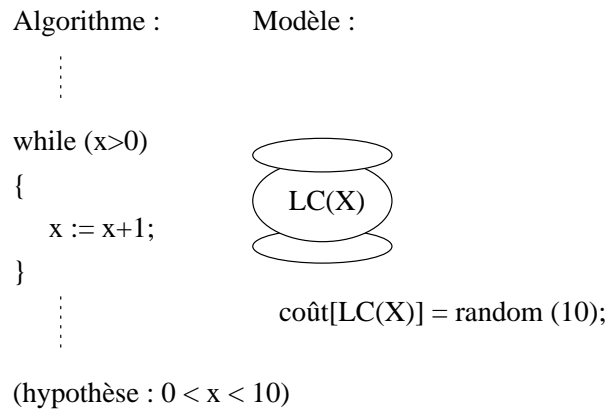 Algorithme :
Modèle :
while (x>0)
{
x := x+1;
}
LC(X)
coût[LC(X)] = random (10);
(hypothèse : 0 < x < 10)